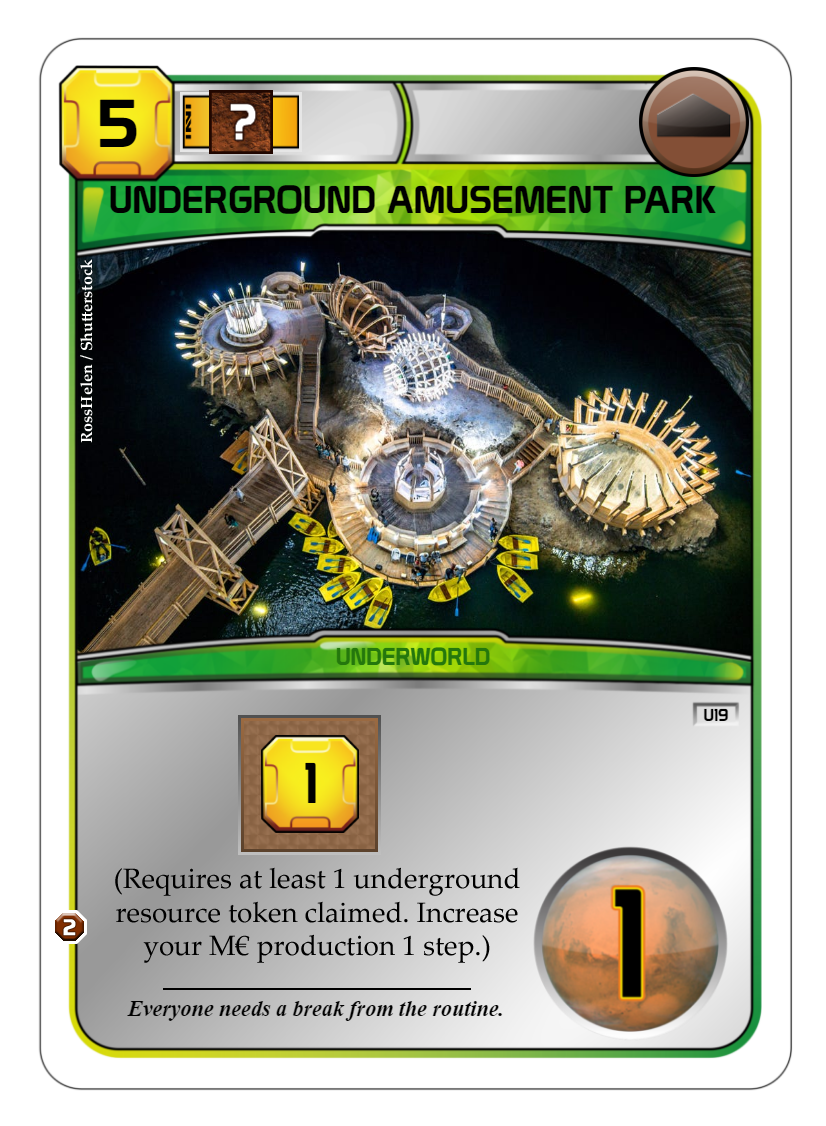 5
?
UNDERGROUND AMUSEMENT PARK
RossHelen / Shutterstock
UNDERWORLD
U19
1
(Requires at least 1 underground
resource token claimed. Increase
your M€ production 1 step.)
2
1
Everyone needs a break from the routine.